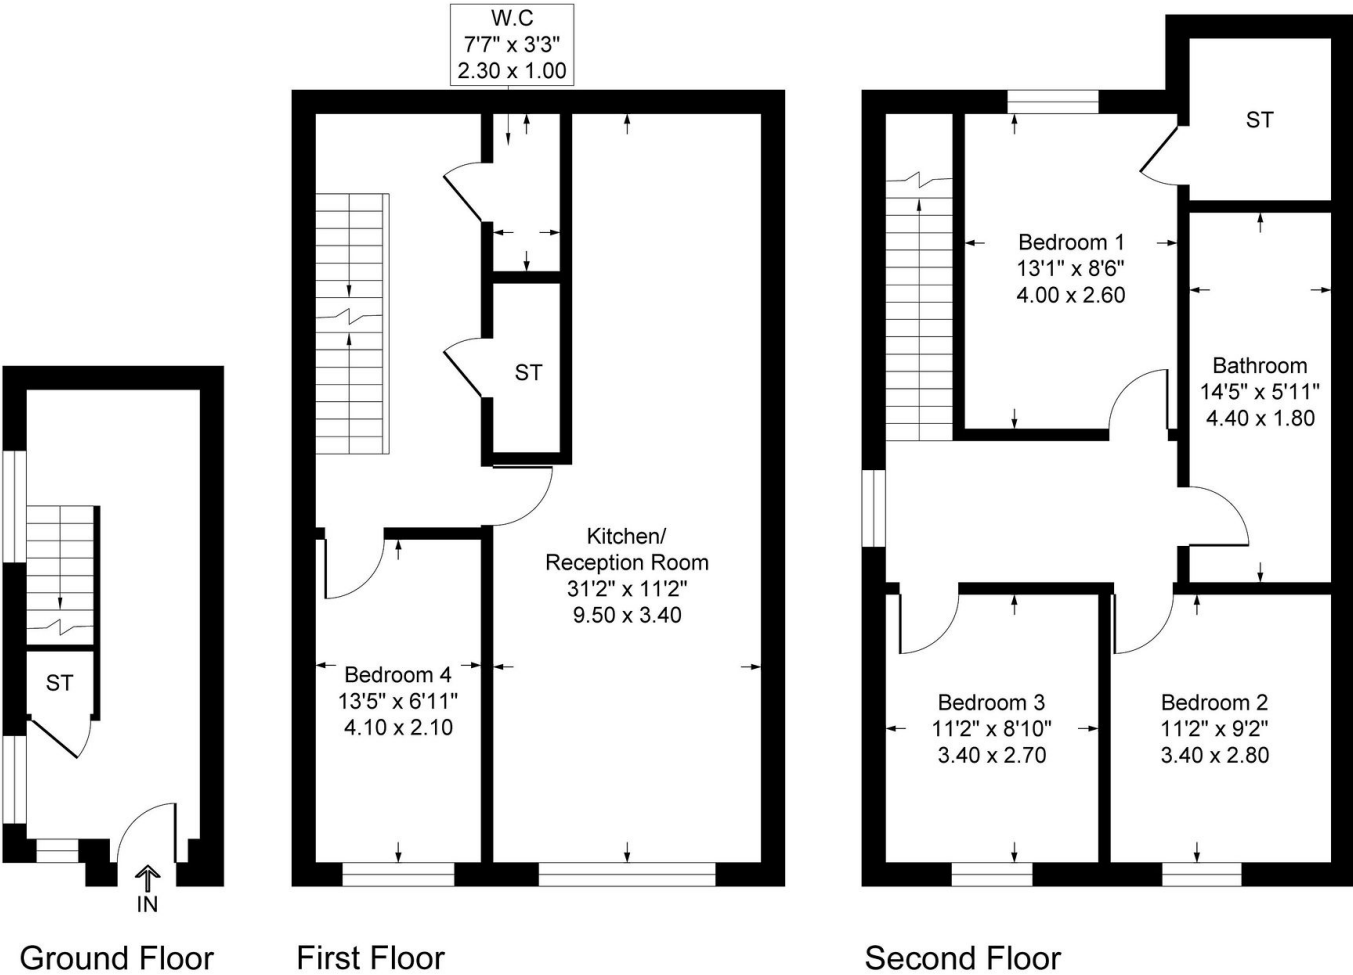 W.C
7'7" x 3'3"
2.30 x 1.00
ST
IN
Ground Floor
ST
Kitchen/
Reception Room
31'2" x 11'2"
9.50 x 3.40
Bedroom 4
13'5" x 6'11"
4.10 x 2.10
First Floor
ST
Bedroom 1
13'1" x 8'6"
4.00 x 2.60
Bathroom
14'5" x 5'11"
4.40 x 1.80
Bedroom 3
11'2" x 8'10"
3.40 x 2.70
Bedroom 2
11'2" x 9'2"
3.40 x 2.80
Second Floor